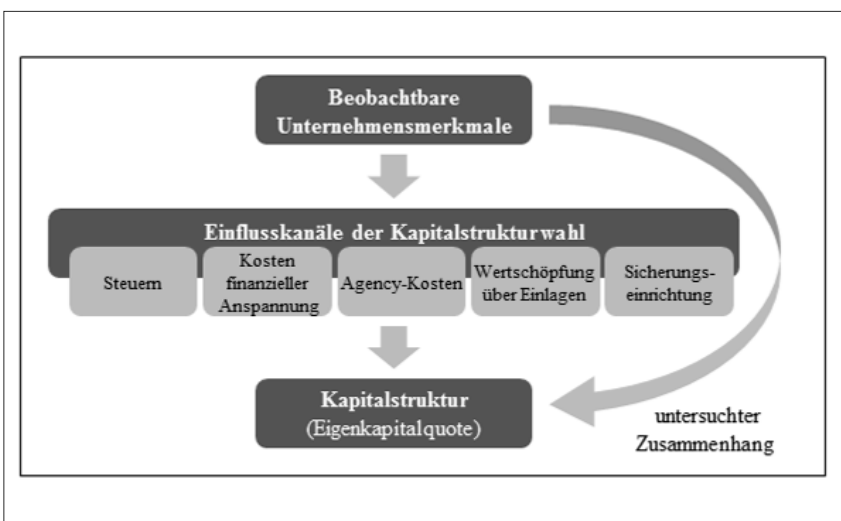 Beobachtbare
Unternehmensmerkmale
Einflusskanäle der Kapitalstrukturwahl
Steuern
Kosten
finanzieller
Anspannung
Agency-Kosten
Wertschöpfung
über Einlagen
Sicherungs-
einrichtung
Kapitalstruktur
(Eigenkapitalquote)
untersuchter
Zusammenhang